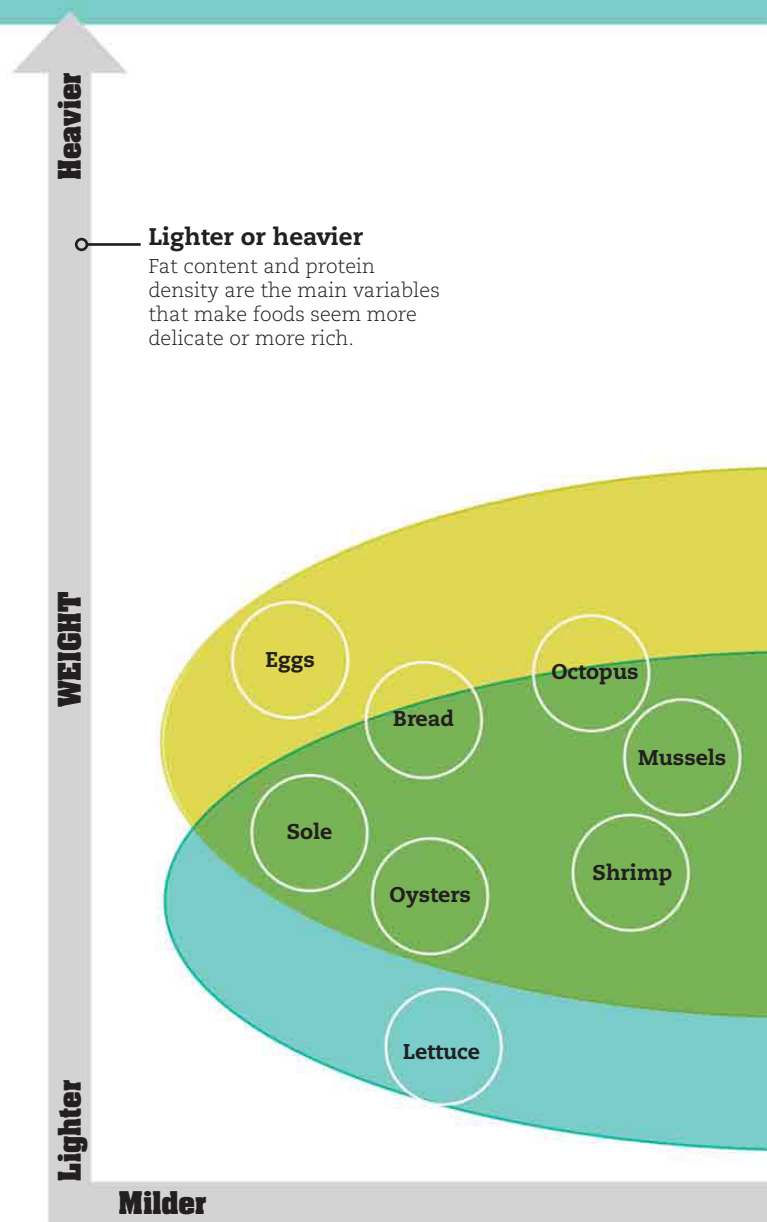 Heavier
Lighter or heavier
Fat content and protein
density are the main variables
that make foods seem more
delicate or more rich.
WEIGHT
Eggs
Octopus
Bread
Mussels
Sole
Shrimp
Oysters
Lettuce
Lighter
Milder